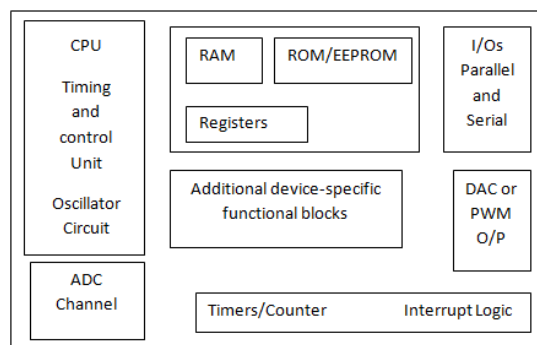 CPU
Timing
and
control
Unit
Oscillator
Circuit
RAM
ROM/EEPROM
Registers
I/Os
Parallel
and
Serial
Additional device-specific
functional blocks
DAC or
PWM
O/P
ADC
Channel
Timers/Counter
Interrupt Logic